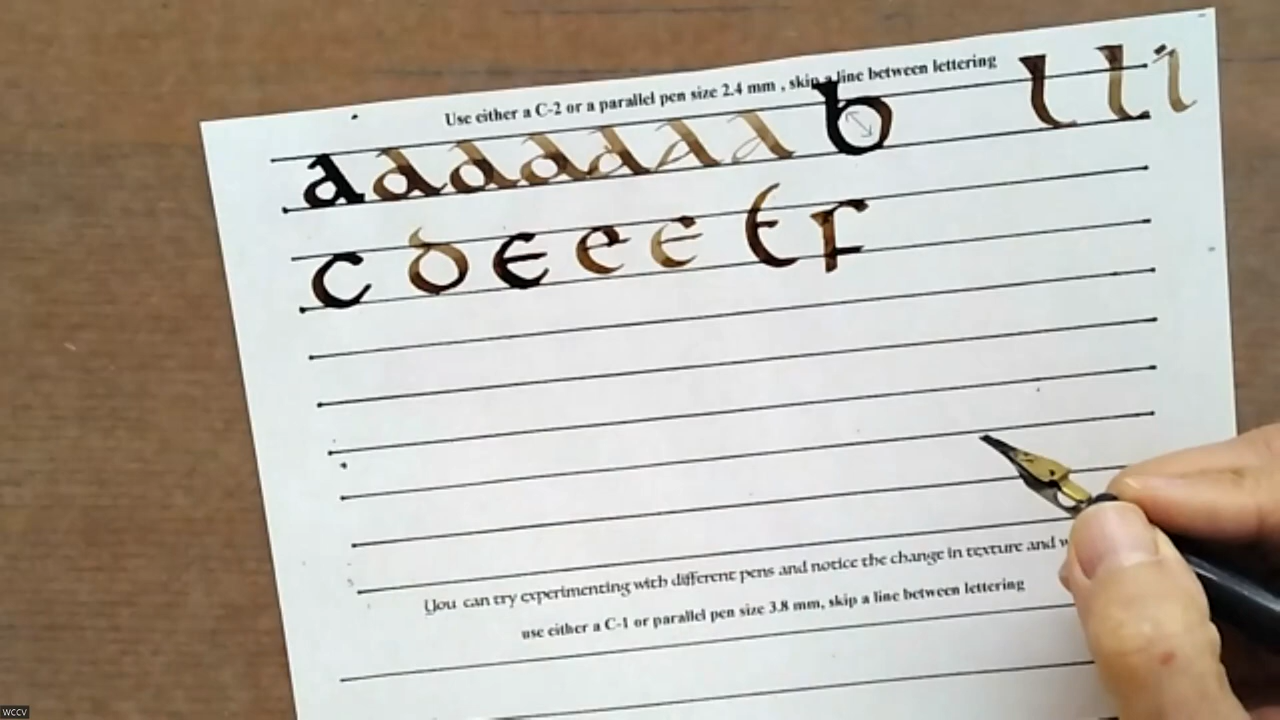 Use either a C-2 or a parallel pen size 2.4 mm , skip a line between lettering
a a a a a a a b l l i
c d e e e t f
You can try experimenting with different pens and notice the change in texture and
use either a C-1 or parallel pen size 3.8 mm, skip a line between lettering
WCCV